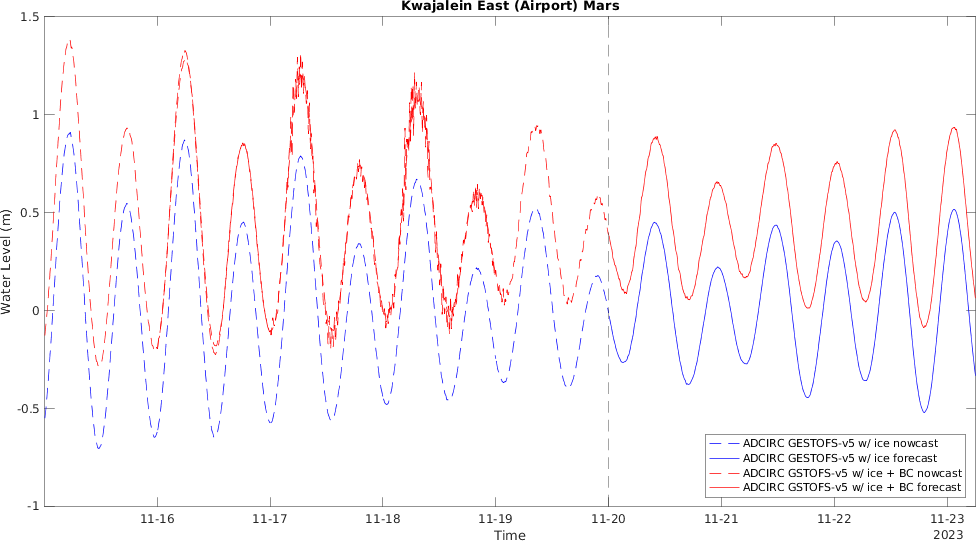 Kwajalein East (Airport) Mars
1.5
1
0.5
0
-0.5
-1
Water Level (m)
11-16
11-17
11-18
11-19
11-20
11-21
11-22
11-23
2023
Time
ADCIRC GESTOFS-v5 w/ ice nowcast
ADCIRC GESTOFS-v5 w/ ice forecast
ADCIRC GSTOFS-v5 w/ ice + BC nowcast
ADCIRC GSTOFS-v5 w/ ice + BC forecast